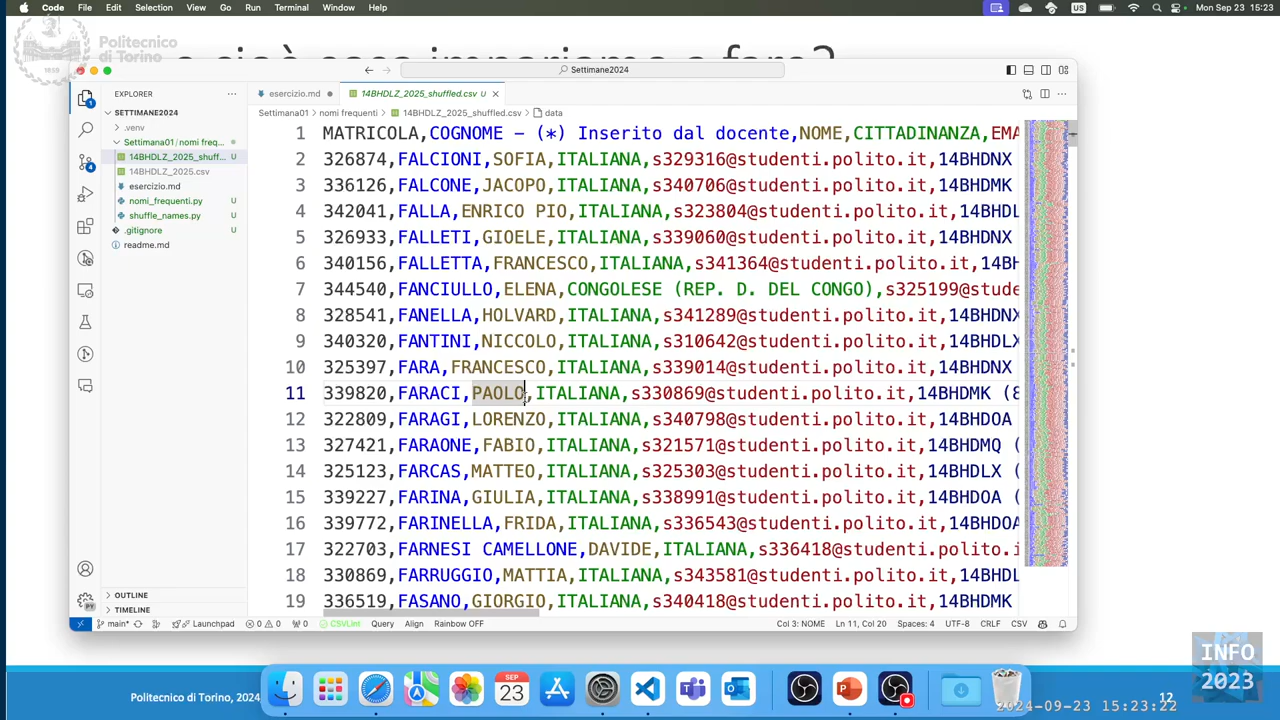 Code File Edit Selection View Go Run Terminal Window Help
Mon Sep 23 15:23
Politecnico
di Torino
Settimane2024
EXPLORER
esercizio.md
14BHDLZ_2025_shuffled.csv U
SETTIMANE2024
Settimana01 > nomi frequenti > 14BHDLZ_2025_shuffled.csv > data
.venv
Settimana01/nomi freq...
14BHDLZ_2025_shuff... U
14BHDLZ_2025.csv
esercizio.md
nomi_frequenti.py U
shuffle_names.py U
.gitignore U
readme.md
1 MATRICOLA,COGNOME – (*) Inserito dal docente,NOME,CITTADINANZA,EMA
2 326874,FALCIONI,SOFIA,ITALIANA,s329316@studenti.polito.it,14BHDNX
3 336126,FALCONE,JACOPO,ITALIANA,s340706@studenti.polito.it,14BHDMK
4 342041,FALLA,ENRICO PIO,ITALIANA,s323804@studenti.polito.it,14BHDL
5 326933,FALLETI,GIOELE,ITALIANA,s339060@studenti.polito.it,14BHDNX
6 340156,FALLETTA,FRANCESCO,ITALIANA,s341364@studenti.polito.it,14BH
7 344540,FANCIULLO,ELENA,CONGOLESE (REP. D. DEL CONGO),s325199@stude
8 328541,FANELLA,HOLVARD,ITALIANA,s341289@studenti.polito.it,14BHDNX
9 340320,FANTINI,NICCOLO,ITALIANA,s310642@studenti.polito.it,14BHDLX
10 325397,FARA,FRANCESCO,ITALIANA,s339014@studenti.polito.it,14BHDNX
11 339820,FARACI,PAOLO,ITALIANA,s330869@studenti.polito.it,14BHDMK (8
12 322809,FARAGI,LORENZO,ITALIANA,s340798@studenti.polito.it,14BHDOA
13 327421,FARAONE,FABIO,ITALIANA,s321571@studenti.polito.it,14BHDMQ (
14 325123,FARCAS,MATTEO,ITALIANA,s325303@studenti.polito.it,14BHDLX (
15 339227,FARINA,GIULIA,ITALIANA,s338991@studenti.polito.it,14BHDOA (
16 339772,FARINELLA,FRIDA,ITALIANA,s336543@studenti.polito.it,14BHDOA
17 322703,FARNESI CAMELLONE,DAVIDE,ITALIANA,s336418@studenti.polito.i
18 330869,FARRUGGIO,MATTIA,ITALIANA,s343581@studenti.polito.it,14BHDL
19 336519,FASANO,GIORGIO,ITALIANA,s340418@studenti.polito.it,14BHDMK
OUTLINE
TIMELINE
main* Launchpad 0 0 0 CSVLint Query Align Rainbow OFF Col 3: NOME Ln 11, Col 20 Spaces: 4 UTF-8 CRLF CSV
Politecnico di Torino, 2024
SEP
23
INFO
2023
12
2024-09-23 15:23:22